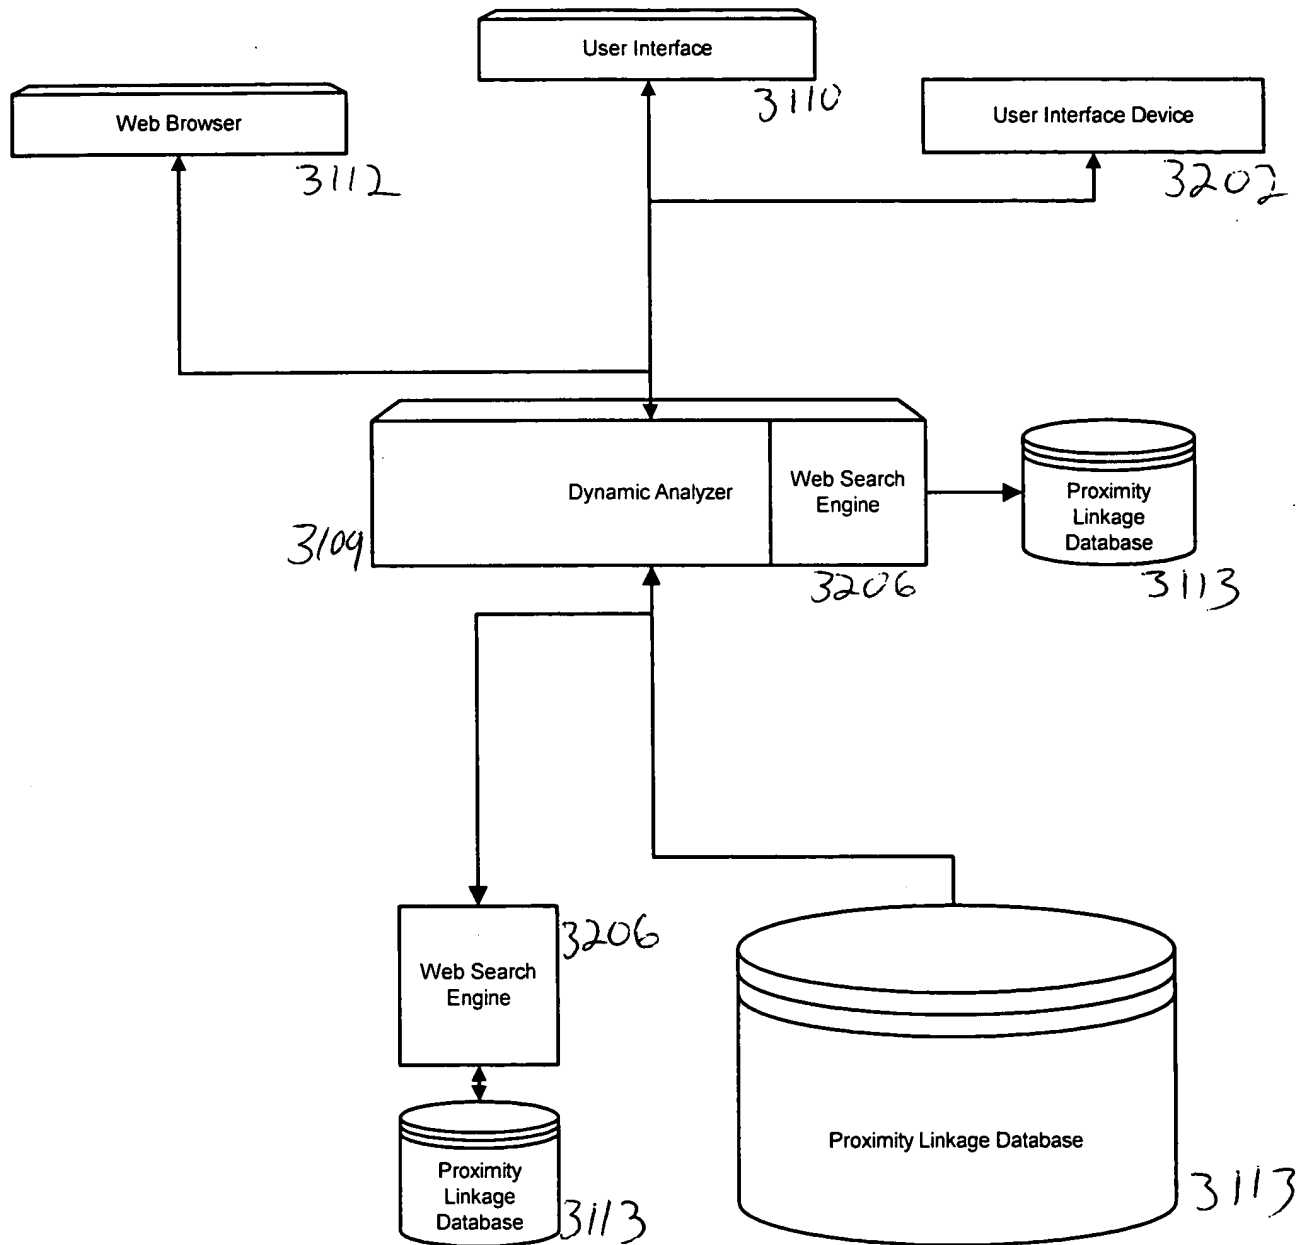 User Interface
3110
Web Browser
3112
User Interface Device
3202
Dynamic Analyzer
3109
Web Search
Engine
3206
Proximity
Linkage
Database
3113
Web Search
Engine
3206
Proximity
Linkage
Database
3113
Proximity Linkage Database
3113